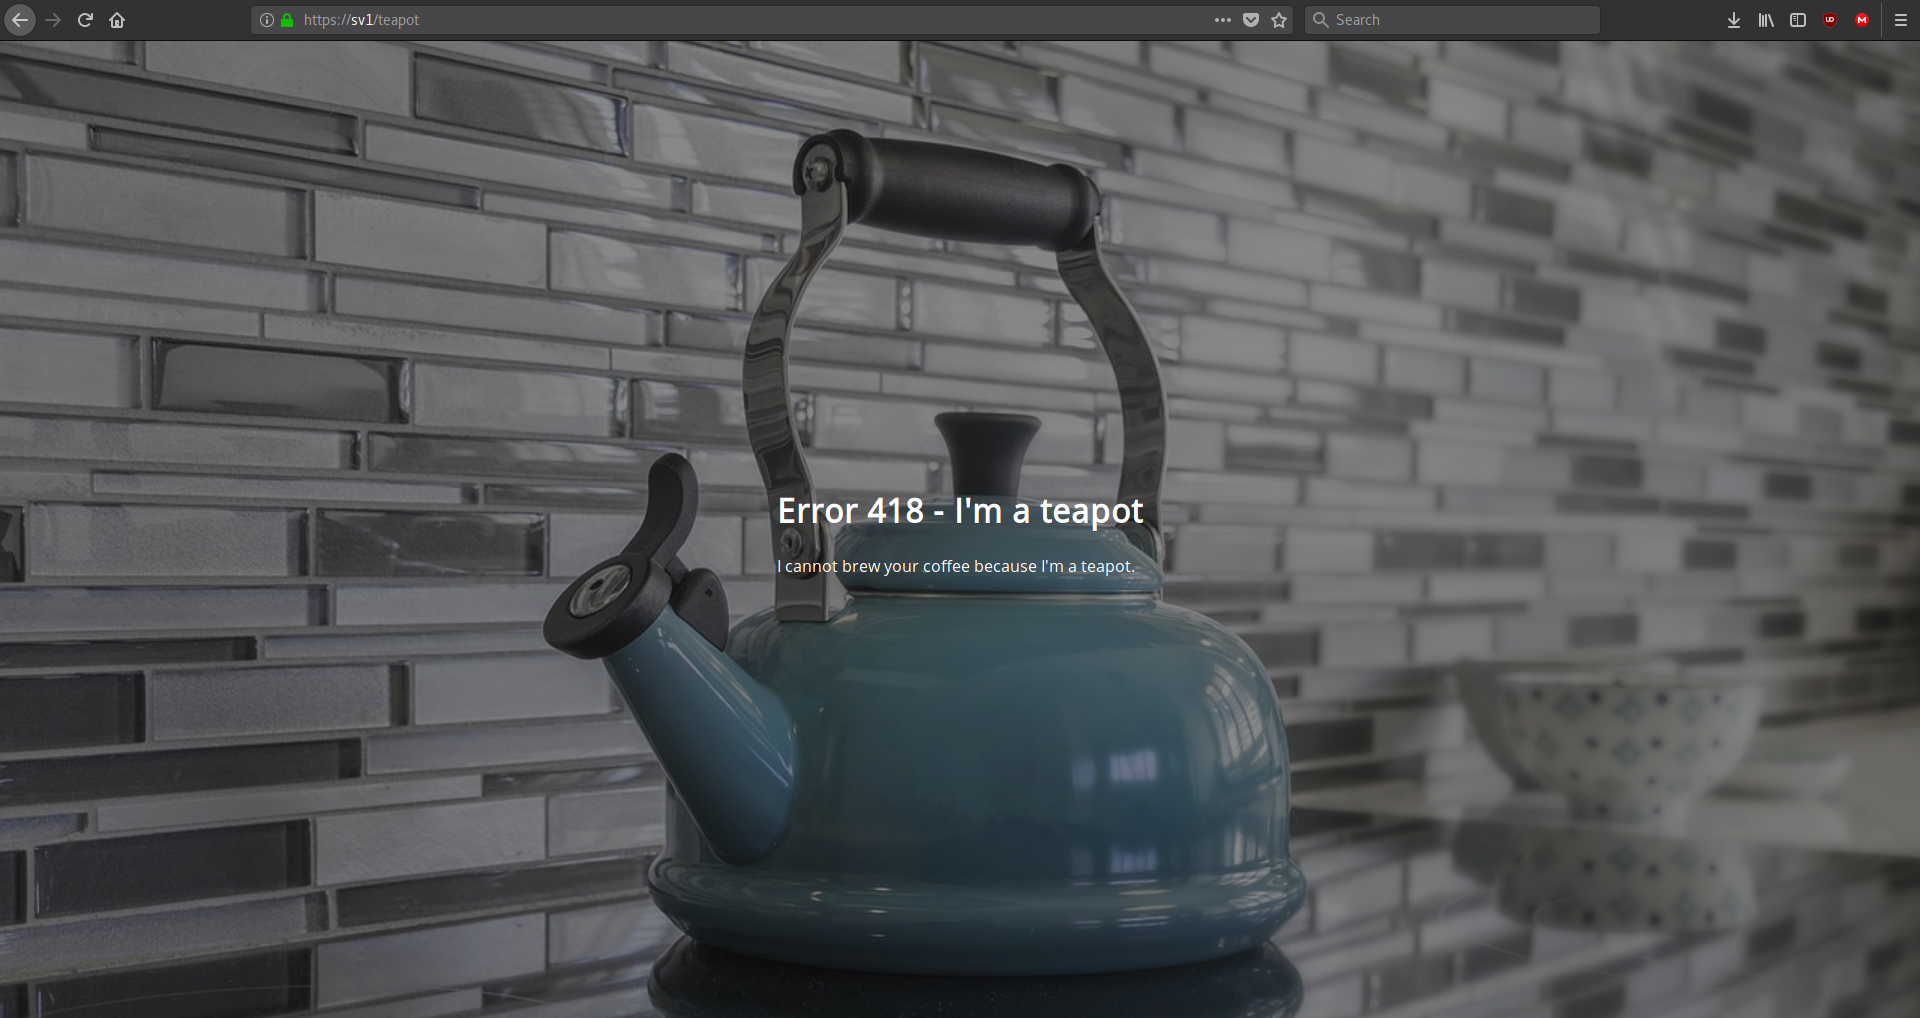 https://sv1/teapot
Search
Error 418 - I'm a teapot
I cannot brew your coffee because I'm a teapot.